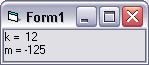 Form1
k = 12
m = -125